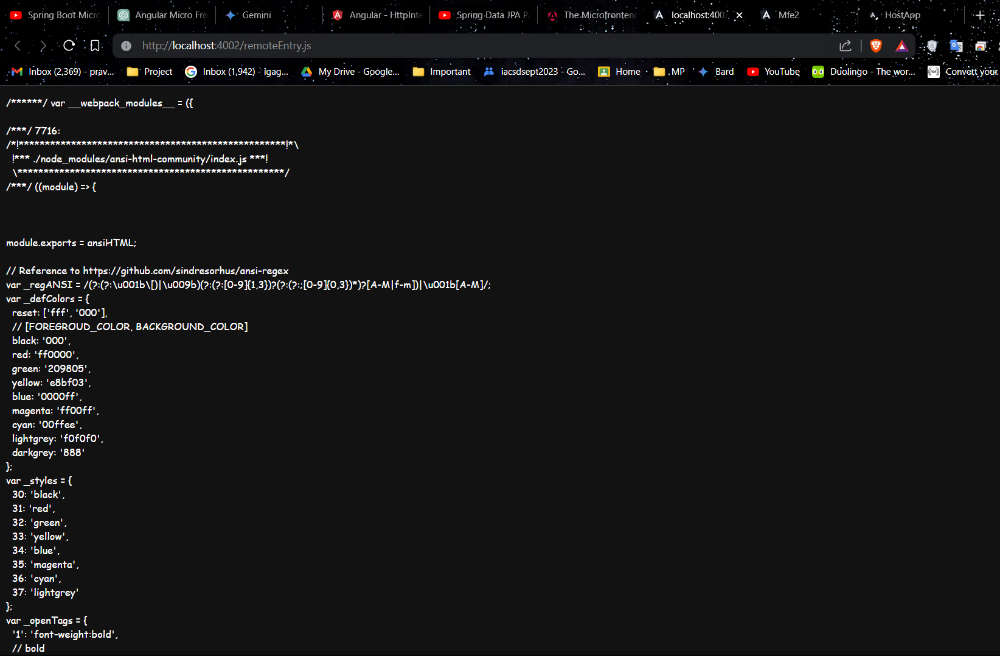 Spring Boot Micro Angular Micro Fro Gemini Angular - HttpInte Spring Data JPA P The Microfronten localhost:400 Mfe2 HostApp
http://localhost:4002/remoteEntry.js
Inbox (2,369) - prav... Project Inbox (1,942) - igag... My Drive - Google... Important iacsdsept2023 - Go... Home MP Bard YouTube Duolingo - The wor... Convert your
/******/ var __webpack_modules__ = ({
/***/ 7716:
/*!***************************************************!*\
!*** ./node_modules/ansi-html-community/index.js ***!
\***************************************************/
/***/ ((module) => {
module.exports = ansiHTML;
// Reference to https://github.com/sindresorhus/ansi-regex
var _regANSI = /(?:(?:\u001b\[)|\u009b)(?:(?:[0-9]{1,3})?(?:(?:;[0-9]{0,3})*)?[A-M|f-m])|\u001b[A-M]/;
var _defColors = {
reset: ['fff', '000'],
// [FOREGROUD_COLOR, BACKGROUND_COLOR]
black: '000',
red: 'ff0000',
green: '209805',
yellow: 'e8bf03',
blue: '0000ff',
magenta: 'ff00ff',
cyan: '00ffee',
lightgrey: 'f0f0f0',
darkgrey: '888'
};
var _styles = {
30: 'black',
31: 'red',
32: 'green',
33: 'yellow',
34: 'blue',
35: 'magenta',
36: 'cyan',
37: 'lightgrey'
};
var _openTags = {
'1': 'font-weight:bold',
// bold